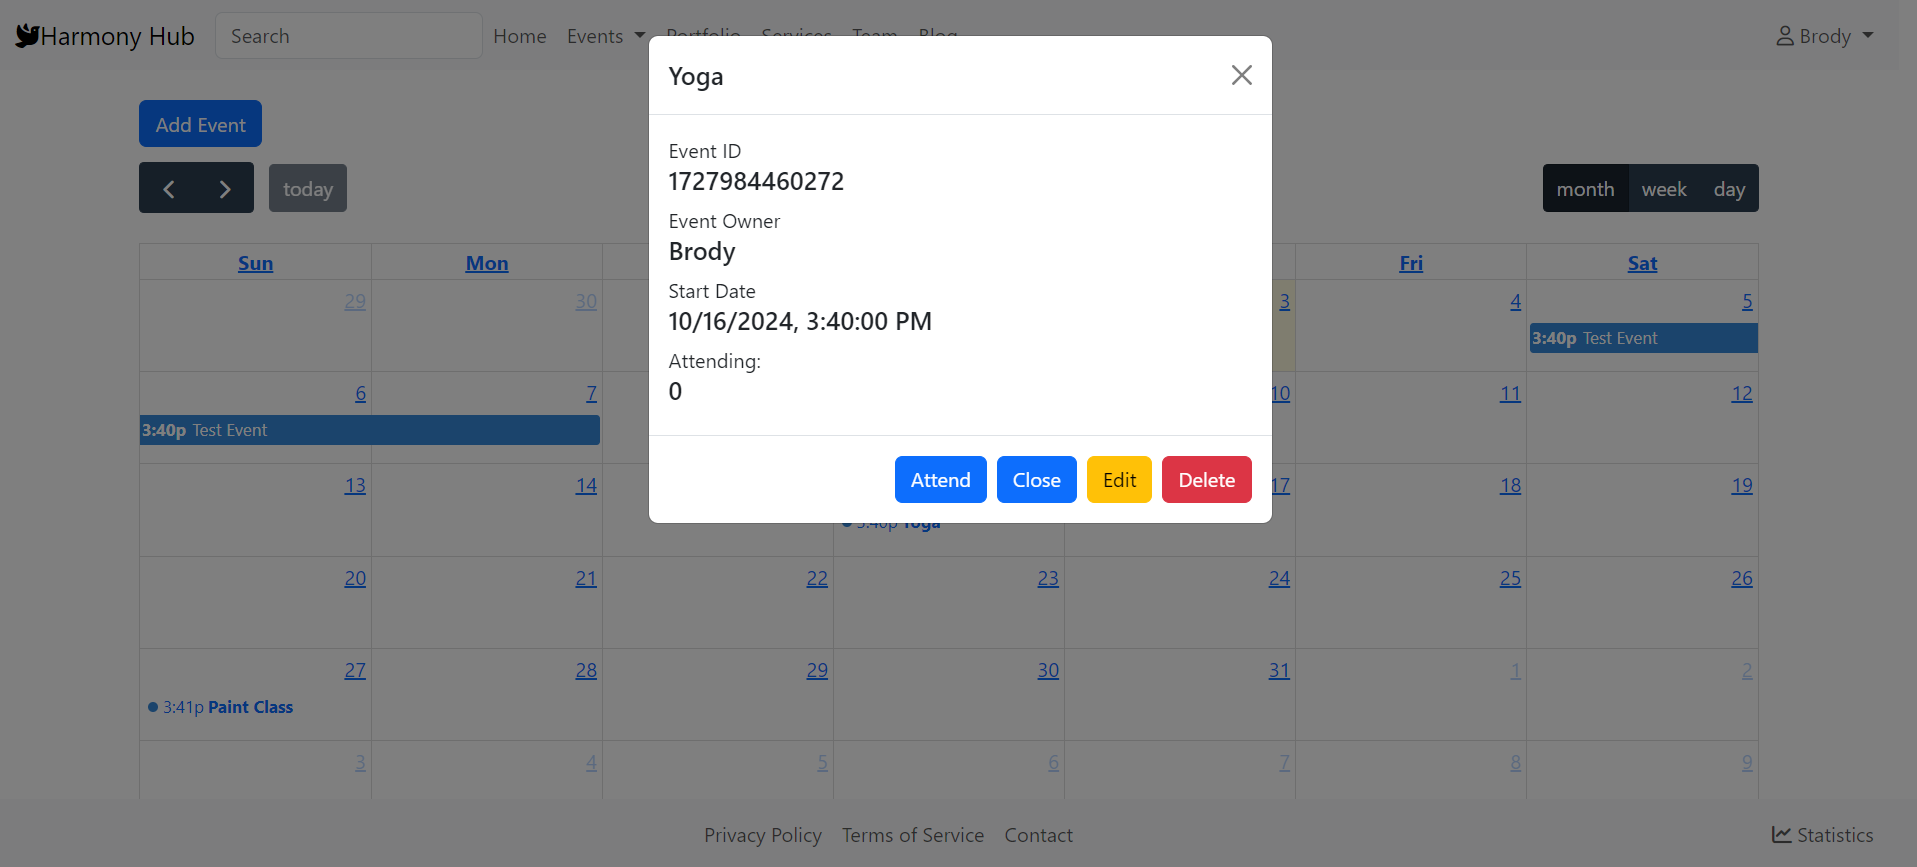 Harmony Hub Search Home Events Portfolio Services Team Blog Brody
Yoga
Add Event
today
month week day
Event ID
1727984460272
Event Owner
Brody
Start Date
10/16/2024, 3:40:00 PM
Attending:
0
Attend Close Edit Delete
Sun Mon Fri Sat
29 30 3 4 5
3:40p Test Event
6 7 10 11 12
3:40p Test Event
13 14 17 18 19
3:40p Yoga
20 21 22 23 24 25 26
27 28 29 30 31 1 2
3:41p Paint Class
3 4 5 6 7 8 9
Privacy Policy Terms of Service Contact Statistics